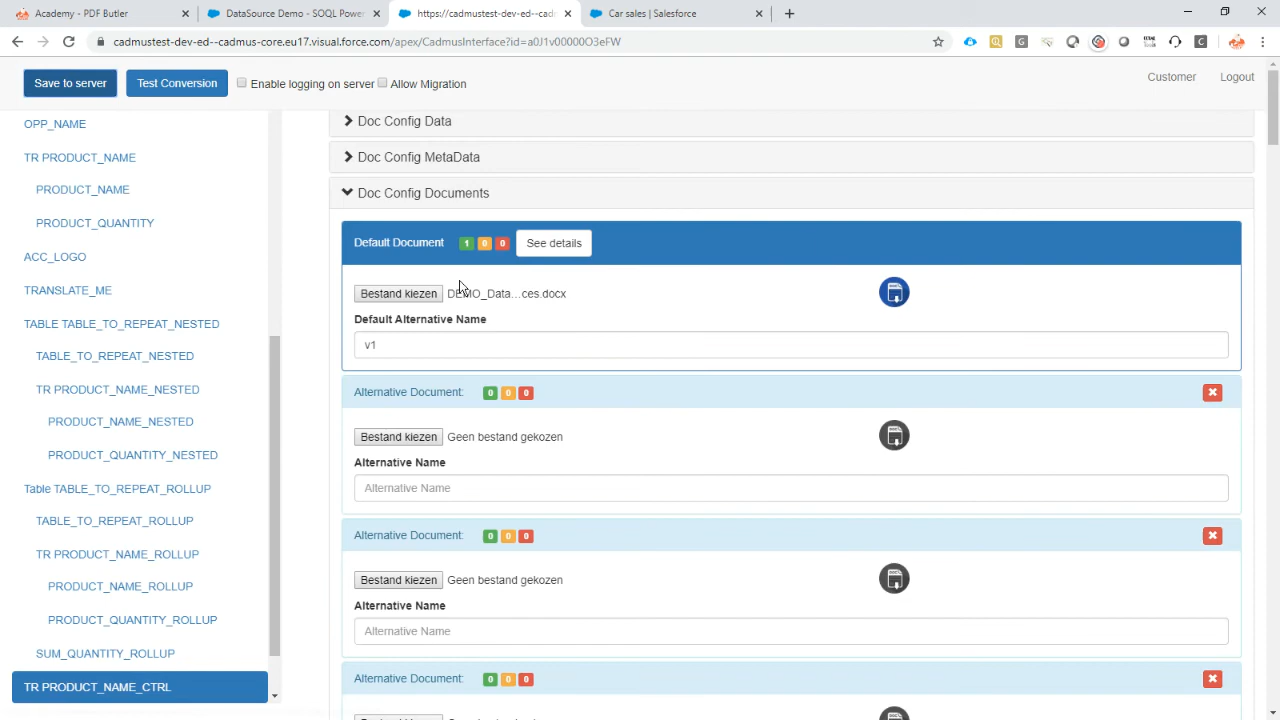 Academy - PDF Butler
DataSource Demo - SOQL Power
https://cadmustest-dev-ed--cadm
Car sales | Salesforce
cadmustest-dev-ed--cadmus-core.eu17.visual.force.com/apex/CadmusInterface?id=a0J1v00000O3eFW
Save to server
Test Conversion
Enable logging on server
Allow Migration
Customer
Logout
OPP_NAME
TR PRODUCT_NAME
PRODUCT_NAME
PRODUCT_QUANTITY
ACC_LOGO
TRANSLATE_ME
TABLE TABLE_TO_REPEAT_NESTED
TABLE_TO_REPEAT_NESTED
TR PRODUCT_NAME_NESTED
PRODUCT_NAME_NESTED
PRODUCT_QUANTITY_NESTED
Table TABLE_TO_REPEAT_ROLLUP
TABLE_TO_REPEAT_ROLLUP
TR PRODUCT_NAME_ROLLUP
PRODUCT_NAME_ROLLUP
PRODUCT_QUANTITY_ROLLUP
SUM_QUANTITY_ROLLUP
TR PRODUCT_NAME_CTRL
Doc Config Data
Doc Config MetaData
Doc Config Documents
Default Document 1 0 0 See details
Bestand kiezen DEMO_Data...ces.docx
Default Alternative Name
v1
Alternative Document: 0 0 0
Bestand kiezen Geen bestand gekozen
Alternative Name
Alternative Name
Alternative Document: 0 0 0
Bestand kiezen Geen bestand gekozen
Alternative Name
Alternative Name
Alternative Document: 0 0 0